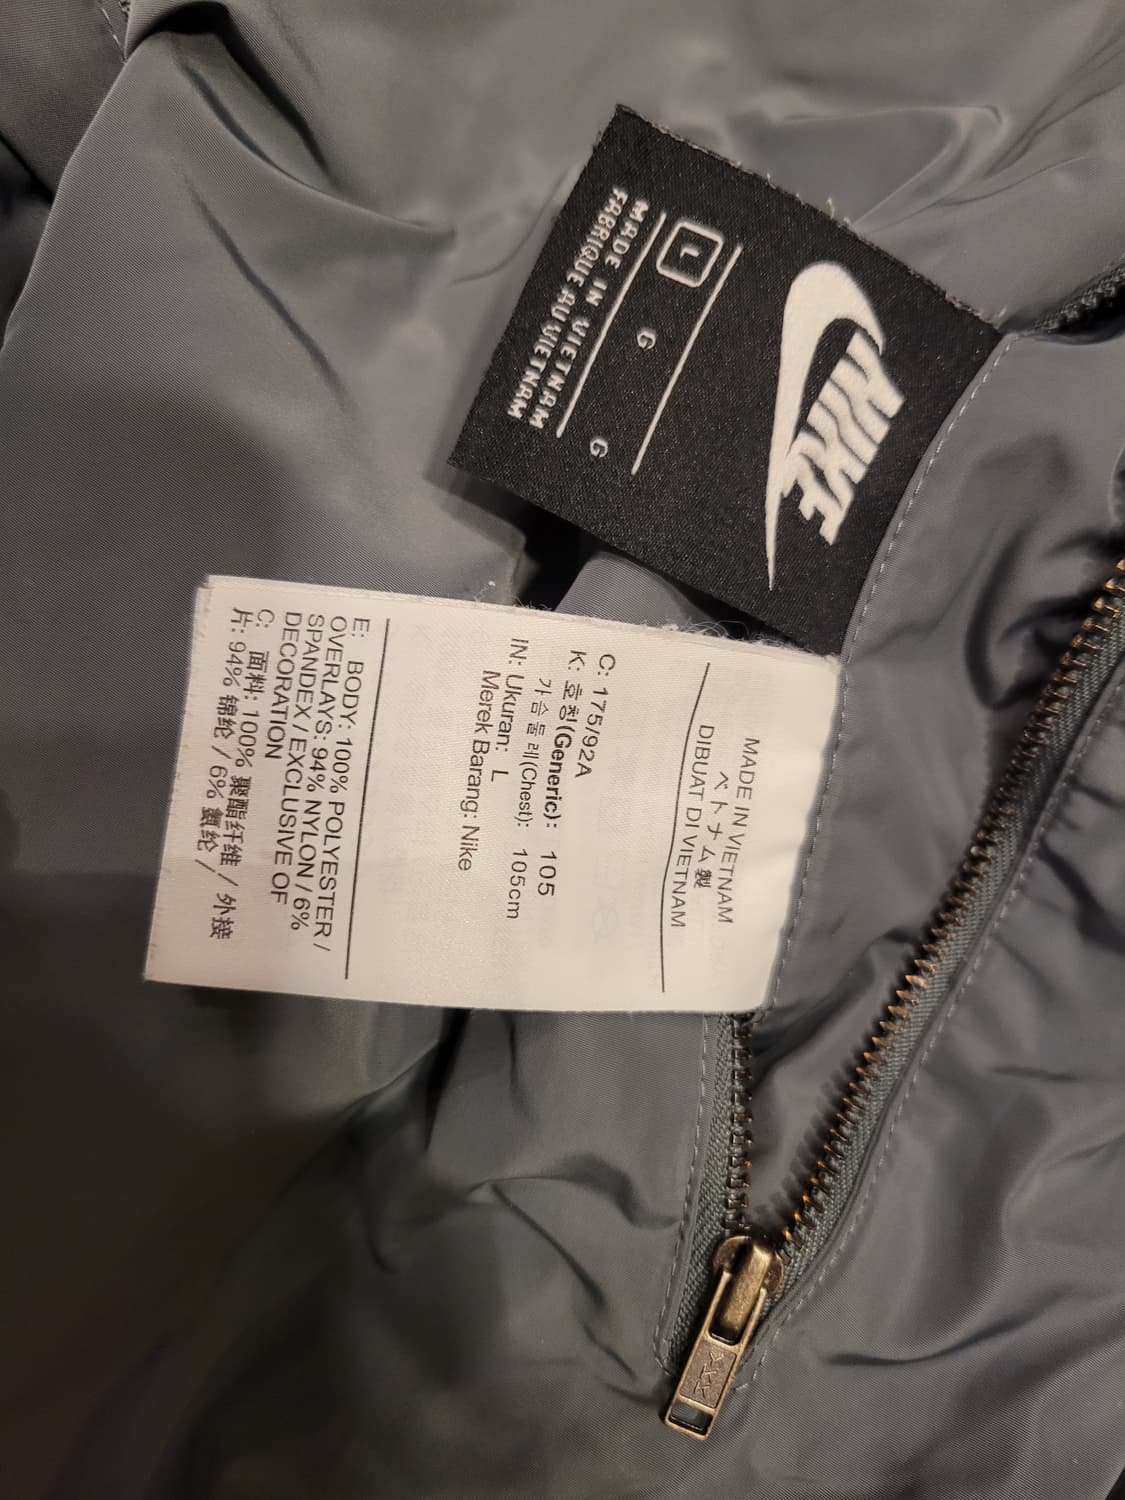 NIKE
L G G
MADE IN VIETNAM
FABRIQUÉ AU VIETNAM
MADE IN VIETNAM
ベトナム製
DIBUAT DI VIETNAM
C: 175/92A
K: 호칭(Generic): 105
가슴둘레(Chest): 105cm
IN: Ukuran: L
Merek Barang: Nike
E: BODY: 100% POLYESTER /
OVERLAYS: 94% NYLON / 6%
SPANDEX / EXCLUSIVE OF
DECORATION
C: 面料: 100% 聚酯纤维 / 外接
片: 94% 锦纶 / 6% 氨纶 /
YKK